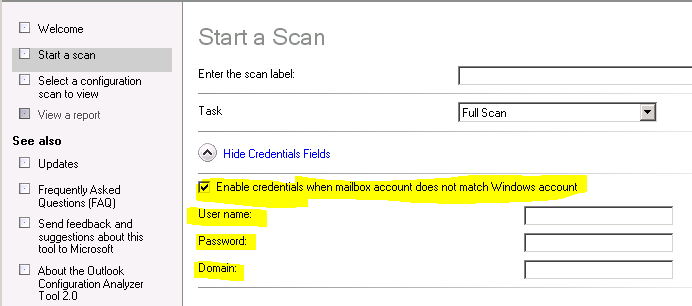 Welcome
Start a scan
Select a configuration
scan to view
View a report
See also
Updates
Frequently Asked
Questions (FAQ)
Send feedback and
suggestions about this
tool to Microsoft
About the Outlook
Configuration Analyzer
Tool 2.0
Start a Scan
Enter the scan label:
Task
Full Scan
Hide Credentials Fields
Enable credentials when mailbox account does not match Windows account
User name:
Password:
Domain: